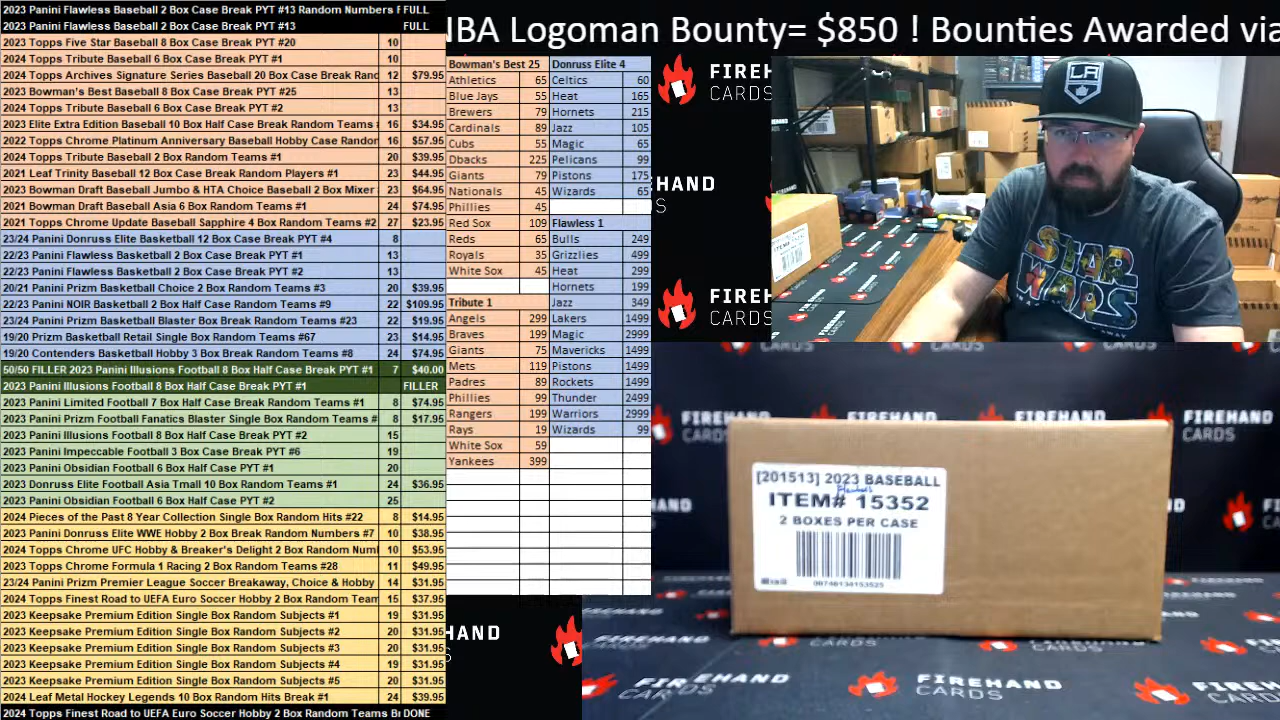 2023 Panini Flawless Baseball 2 Box Case Break PYT #13 Random Numbers F FULL
2023 Panini Flawless Baseball 2 Box Case Break PYT #13 FULL
2023 Topps Five Star Baseball 8 Box Case Break PYT #20 10
2024 Topps Tribute Baseball 6 Box Case Break PYT #1 10
2024 Topps Archives Signature Series Baseball 20 Box Case Break Ranc 12 $79.95
2023 Bowman's Best Baseball 8 Box Case Break PYT #25 13
2024 Topps Tribute Baseball 6 Box Case Break PYT #2 13
2023 Elite Extra Edition Baseball 10 Box Half Case Break Random Teams 16 $34.95
2022 Topps Chrome Platinum Anniversary Baseball Hobby Case Randor 16 $57.95
2024 Topps Tribute Baseball 2 Box Random Teams #1 20 $39.95
2021 Leaf Trinity Baseball 12 Box Case Break Random Players #1 23 $44.95
2023 Bowman Draft Baseball Jumbo & HTA Choice Baseball 2 Box Mixer 23 $64.95
2021 Bowman Draft Baseball Asia 6 Box Random Teams #1 24 $74.95
2021 Topps Chrome Update Baseball Sapphire 4 Box Random Teams #2 27 $23.95
23/24 Panini Donruss Elite Basketball 12 Box Case Break PYT #4 8
22/23 Panini Flawless Basketball 2 Box Case Break PYT #1 13
22/23 Panini Flawless Basketball 2 Box Case Break PYT #2 13
20/21 Panini Prizm Basketball Choice 2 Box Random Teams #3 20 $39.95
22/23 Panini NOIR Basketball 2 Box Half Case Random Teams #9 22 $109.95
23/24 Panini Prizm Basketball Blaster Box Break Random Teams #23 22 $19.95
19/20 Prizm Basketball Retail Single Box Random Teams #67 23 $14.95
19/20 Contenders Basketball Hobby 3 Box Break Random Teams #8 24 $74.95
50/50 FILLER 2023 Panini Illusions Football 8 Box Half Case Break PYT #1 7 $40.00
2023 Panini Illusions Football 8 Box Half Case Break PYT #1 FILLER
2023 Panini Limited Football 7 Box Half Case Break Random Teams #1 8 $74.95
2023 Panini Prizm Football Fanatics Blaster Single Box Random Teams # 8 $17.95
2023 Panini Illusions Football 8 Box Half Case Break PYT #2 15
2023 Panini Impeccable Football 3 Box Case Break PYT #6 19
2023 Panini Obsidian Football 6 Box Half Case PYT #1 20
2023 Donruss Elite Football Asia Tmall 10 Box Random Teams #1 24 $36.95
2023 Panini Obsidian Football 6 Box Half Case PYT #2 25
2024 Pieces of the Past 8 Year Collection Single Box Random Hits #22 8 $14.95
2023 Panini Donruss Elite WWE Hobby 2 Box Random Numbers #7 10 $38.95
2024 Topps Chrome UFC Hobby & Breaker's Delight 2 Box Random Numl 10 $53.95
2023 Topps Chrome Formula 1 Racing 2 Box Random Teams #28 11 $49.95
23/24 Panini Prizm Premier League Soccer Breakaway, Choice & Hobby 14 $31.95
2024 Topps Finest Road to UEFA Euro Soccer Hobby 2 Box Random Team 15 $37.95
2023 Keepsake Premium Edition Single Box Random Subjects #1 19 $31.95
2023 Keepsake Premium Edition Single Box Random Subjects #2 20 $31.95
2023 Keepsake Premium Edition Single Box Random Subjects #3 20 $31.95
2023 Keepsake Premium Edition Single Box Random Subjects #4 19 $31.95
2023 Keepsake Premium Edition Single Box Random Subjects #5 20 $31.95
2024 Leaf Metal Hockey Legends 10 Box Random Hits Break #1 24 $39.95
2024 Topps Finest Road to UEFA Euro Soccer Hobby 2 Box Random Teams Br DONE
NBA Logoman Bounty= $850 ! Bounties Awarded via
Bowman's Best 25
Athletics 65
Blue Jays 55
Brewers 79
Cardinals 89
Cubs 55
Dbacks 225
Giants 79
Nationals 45
Phillies 45
Red Sox 109
Reds 65
Royals 35
White Sox 45
Tribute 1
Angels 299
Braves 199
Giants 75
Mets 119
Padres 89
Phillies 99
Rangers 199
Rays 19
White Sox 59
Yankees 399
Donruss Elite 4
Celtics 60
Heat 165
Hornets 215
Jazz 105
Magic 65
Pelicans 99
Pistons 175
Wizards 65
Flawless 1
Bulls 249
Grizzlies 499
Heat 299
Hornets 199
Jazz 349
Lakers 1499
Magic 2999
Mavericks 1499
Pistons 1499
Rockets 1499
Thunder 2499
Warriors 2999
Wizards 99
FIREH
CARDS
EHAND
FIREH
CARDS
HAND
LA
STAR
WARS
[201513] 2023 BASEBALL
ITEM# 15352
2 BOXES PER CASE
FIREHAND
CARDS
FIREHAND
CARDS
FIREHAND
CARDS
FIREHAND
CARDS